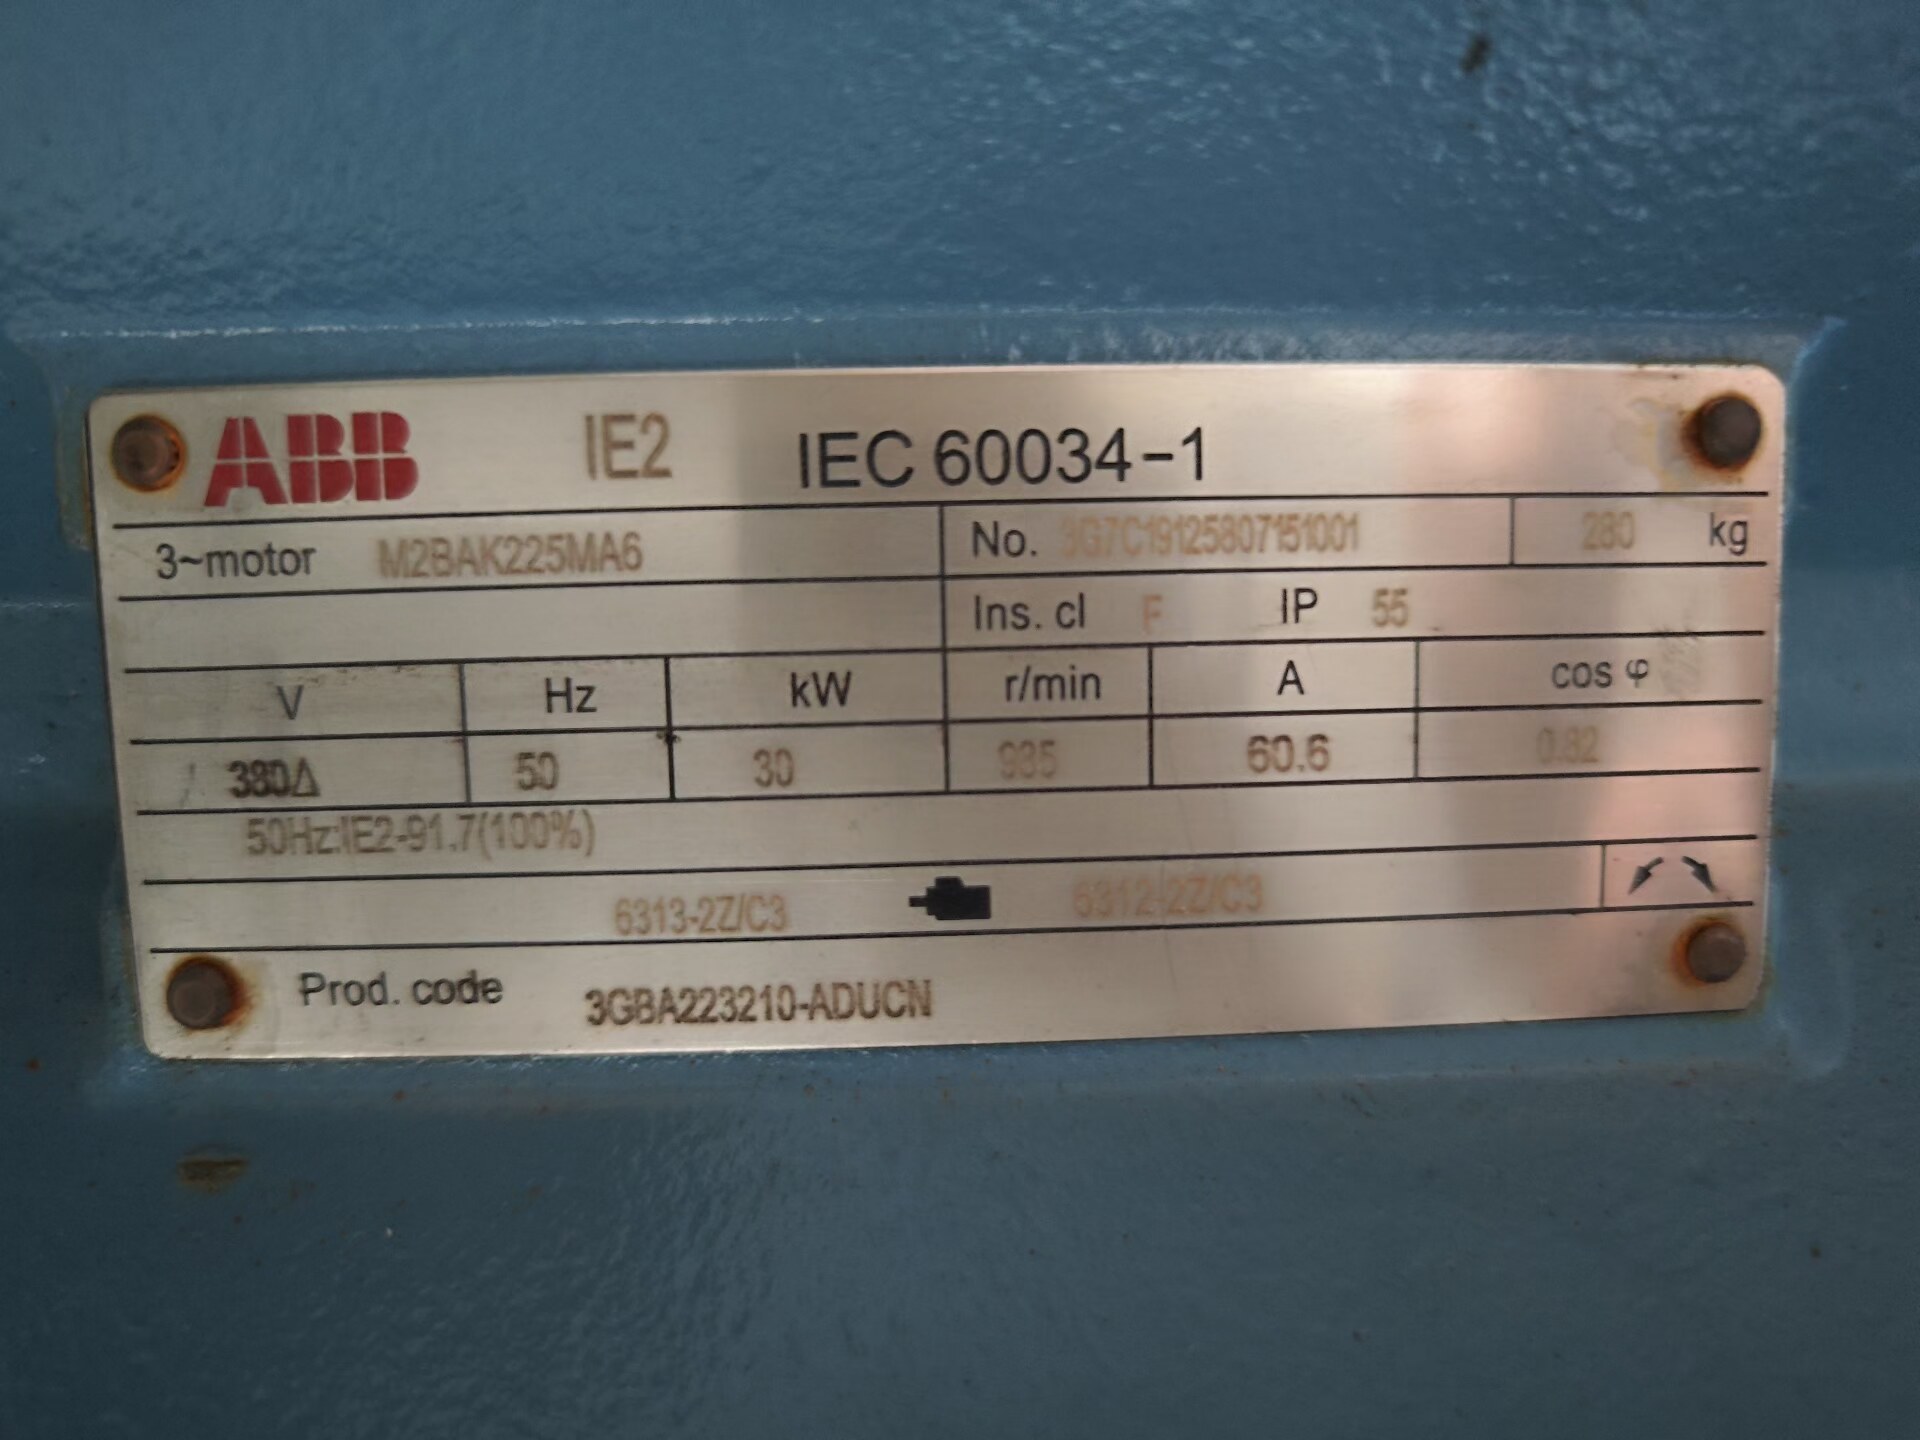 ABB IE2 IEC 60034-1
3~motor M2BAK225MA6 No. 3G7C19125807151001 280 kg
Ins. cl F IP 55
V Hz kW r/min A cos φ
380Δ 50 30 985 60.6 0.82
50Hz:IE2-91.7(100%)
6313-2Z/C3 6312-2Z/C3
Prod. code 3GBA223210-ADUCN